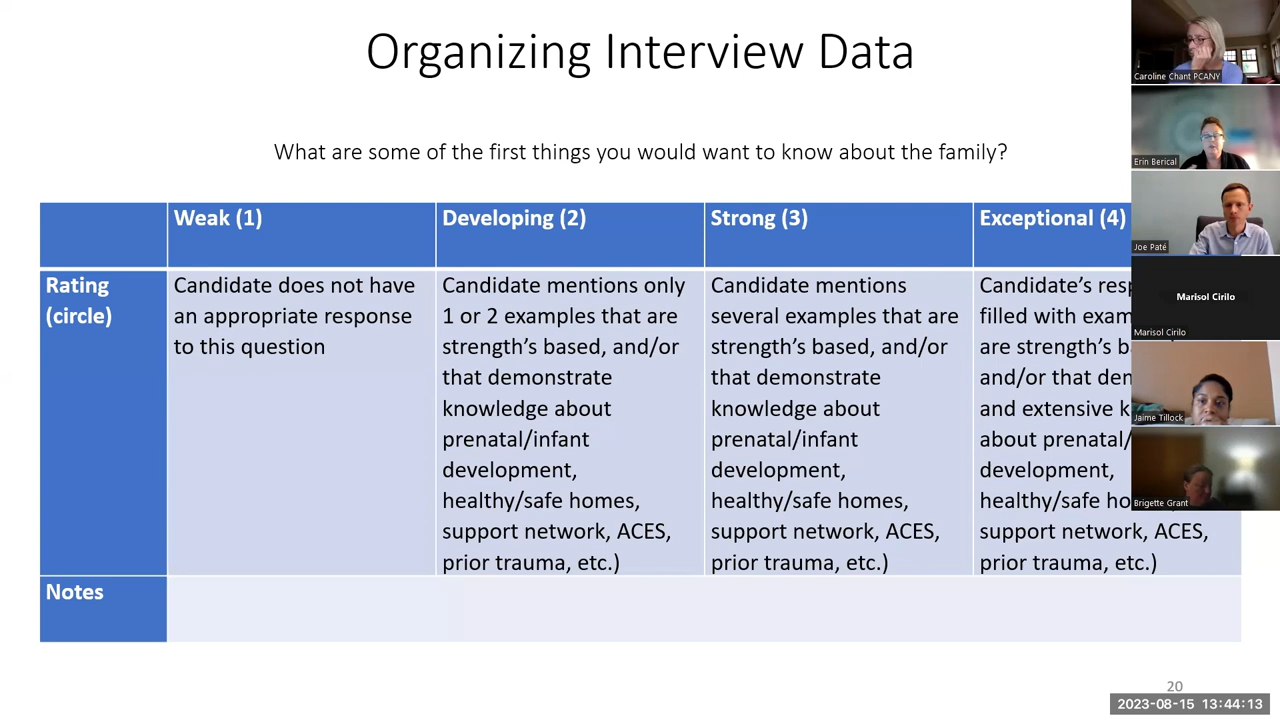 Organizing Interview Data
What are some of the first things you would want to know about the family?
Weak (1)
Developing (2)
Strong (3)
Exceptional (4)
Rating
(circle)
Candidate does not have
an appropriate response
to this question
Candidate mentions only
1 or 2 examples that are
strength's based, and/or
that demonstrate
knowledge about
prenatal/infant
development,
healthy/safe homes,
support network, ACES,
prior trauma, etc.)
Candidate mentions
several examples that are
strength's based, and/or
that demonstrate
knowledge about
prenatal/infant
development,
healthy/safe homes,
support network, ACES,
prior trauma, etc.)
Candidate's
filled with
are strength's
and/or that
and extensive
about prenatal/
development,
healthy/safe
support network, ACES,
prior trauma, etc.)
Notes
20
2023-08-15 13:44:13
Caroline Chant PCANY
Erin Berical
Joe Paté
Marisol Cirilo
Marisol Cirilo
Jaime Tillock
Brigette Grant